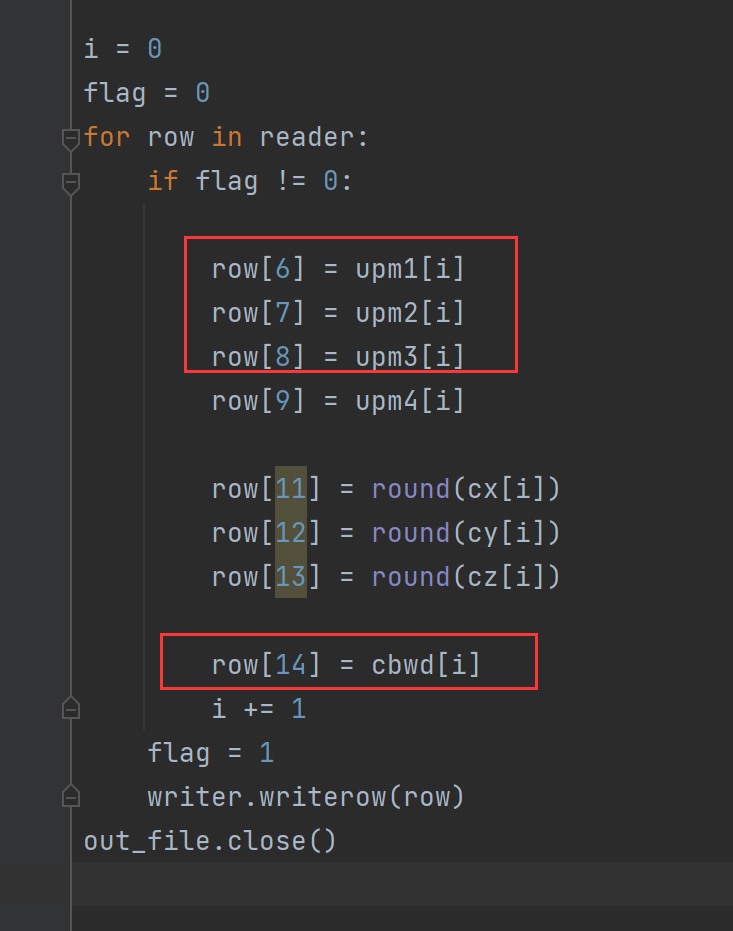 i = 0
flag = 0
for row in reader:
if flag != 0:
row[6] = upm1[i]
row[7] = upm2[i]
row[8] = upm3[i]
row[9] = upm4[i]
row[11] = round(cx[i])
row[12] = round(cy[i])
row[13] = round(cz[i])
row[14] = cbwd[i]
i += 1
flag = 1
writer.writerow(row)
out_file.close()